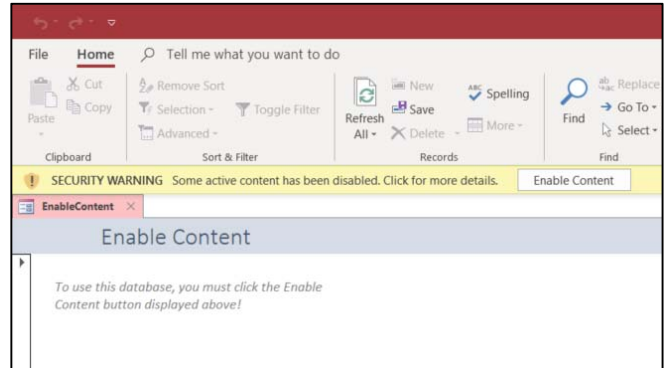 File Home Tell me what you want to do
Cut
Copy
Paste
Clipboard
Remove Sort
Selection
Advanced
Toggle Filter
Sort & Filter
Refresh
All
New
Save
Delete
Spelling
More
Records
Find
Replace
Go To
Select
Find
SECURITY WARNING Some active content has been disabled. Click for more details. Enable Content
EnableContent
Enable Content
To use this database, you must click the Enable
Content button displayed above!